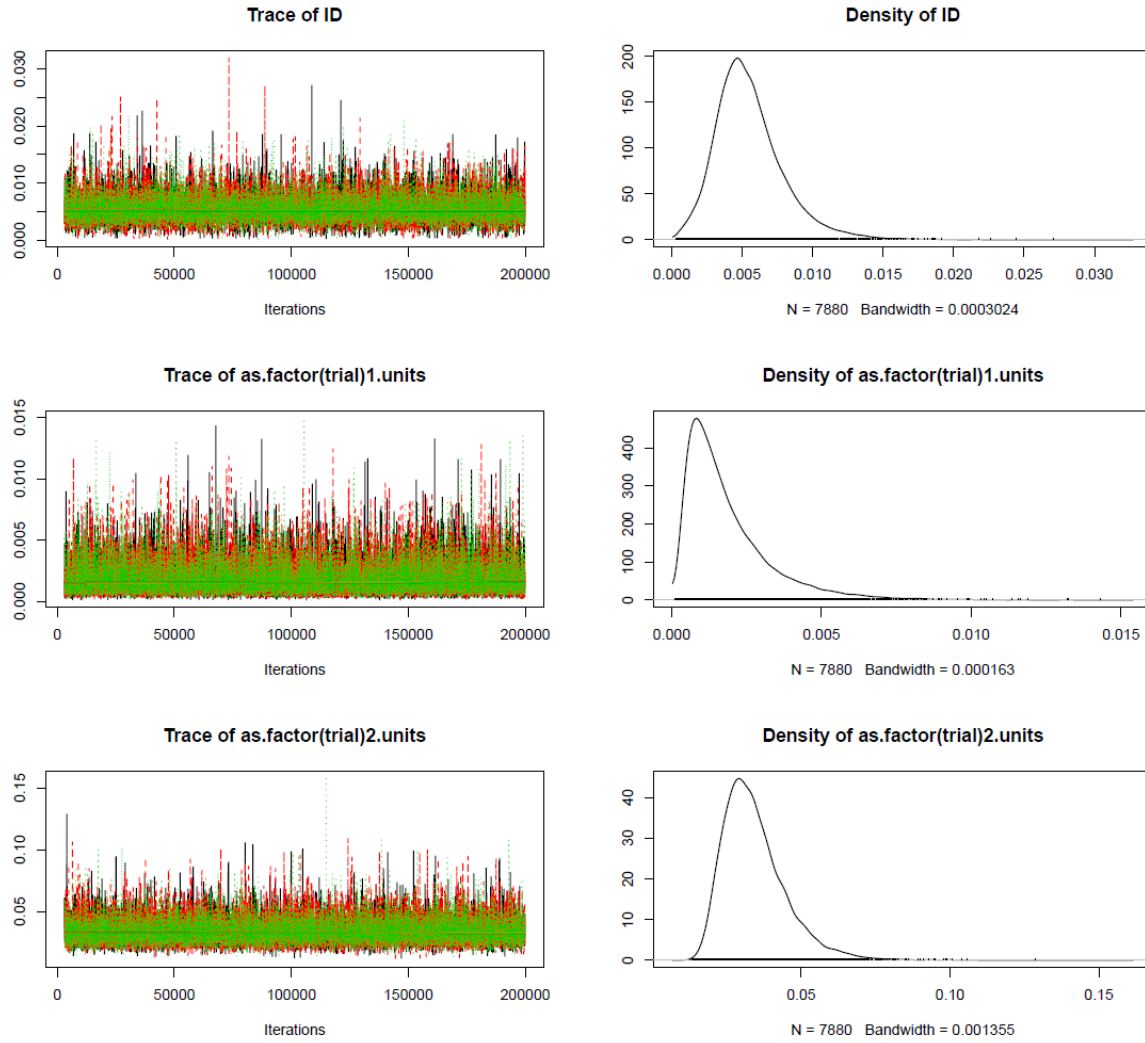 Trace of ID
0.000 0.010 0.020 0.030
0 50000 100000 150000 200000
Iterations
Density of ID
0 50 100 150 200
0.000 0.005 0.010 0.015 0.020 0.025 0.030
N = 7880 Bandwidth = 0.0003024
Trace of as.factor(trial)1.units
0.000 0.005 0.010 0.015
0 50000 100000 150000 200000
Iterations
Density of as.factor(trial)1.units
0 100 200 300 400
0.000 0.005 0.010 0.015
N = 7880 Bandwidth = 0.000163
Trace of as.factor(trial)2.units
0.05 0.10 0.15
0 50000 100000 150000 200000
Iterations
Density of as.factor(trial)2.units
0 10 20 30 40
0.05 0.10 0.15
N = 7880 Bandwidth = 0.001355